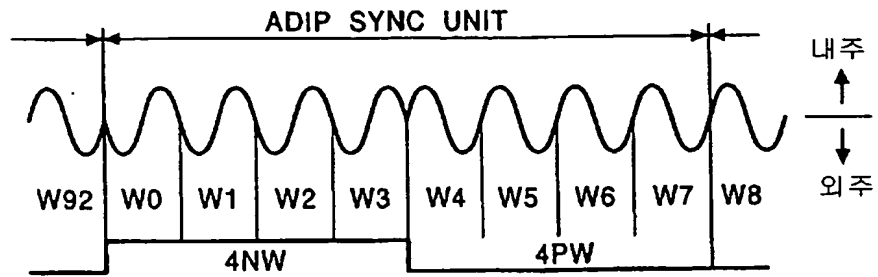 ADIP SYNC UNIT
내주
외주
W92 W0 W1 W2 W3 W4 W5 W6 W7 W8
4NW 4PW